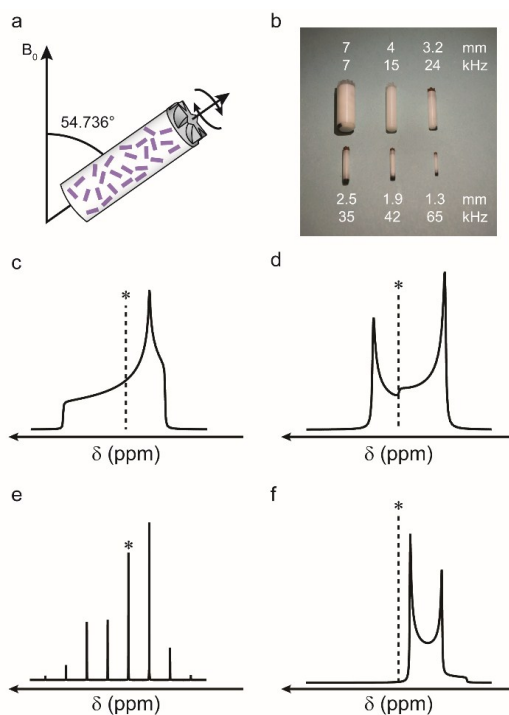 a
B0
54.736°
b
7 4 3.2 mm
7 15 24 kHz
2.5 1.9 1.3 mm
35 42 65 kHz
c
*
δ (ppm)
d
*
δ (ppm)
e
*
δ (ppm)
f
*
δ (ppm)